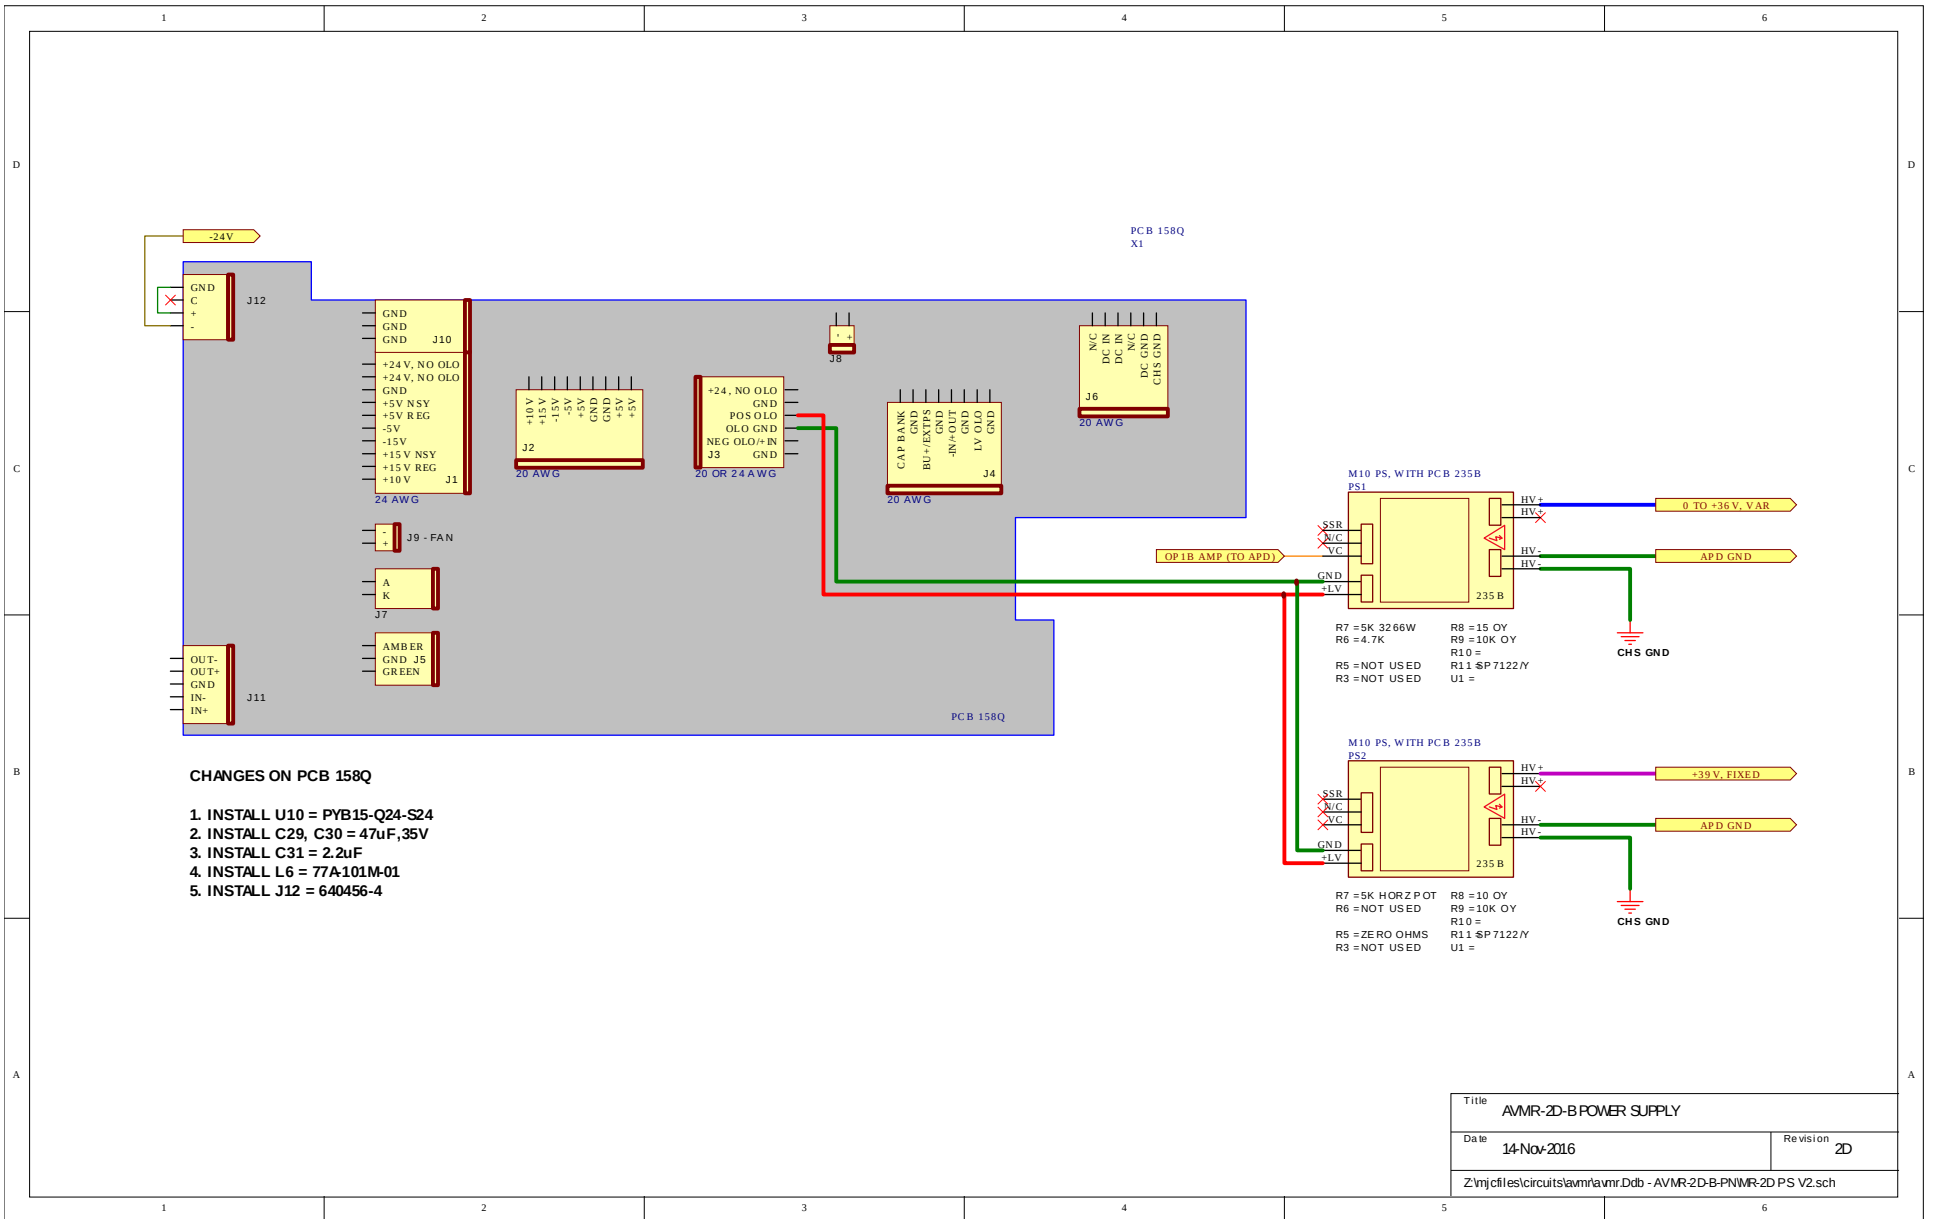 1 2 3 4 5 6
D D
-24V
PCB 158Q
X1
GND
C
+
-
J12
GND
GND
GND
J10
+24V, NO OLO
+24V, NO OLO
GND
+5V NSY
+5V REG
-5V
-15V
+15V NSY
+15V REG
+10V
J1
24 AWG
+10V
+15V
-15V
-5V
+5V
GND
GND
+5V
+5V
J2
20 AWG
+24, NO OLO
GND
POS OLO
OLO GND
NEG OLO/+IN
GND
J3
20 OR 24 AWG
- +
J8
CAP BANK
GND
BU+/EXTPS
GND
-IN/+OUT
GND
LV OLO
GND
J4
20 AWG
N/C
DC IN
DC IN
N/C
DC GND
CHS GND
J6
20 AWG
C C
-
+
J9 - FAN
A
K
J7
AMBER
GND
GREEN
J5
OUT-
OUT+
GND
IN-
IN+
J11
PCB 158Q
M10 PS, WITH PCB 235B
PS1
SSR
N/C
VC
GND
+LV
HV+
HV+
HV-
HV-
235B
OP1B AMP (TO APD)
0 TO +36V, VAR
APD GND
CHS GND
R7 = 5K 3266W R8 = 15 OY
R6 = 4.7K R9 = 10K OY
R10 =
R5 = NOT USED R11 = SP7122/Y
R3 = NOT USED U1 =
B B
M10 PS, WITH PCB 235B
PS2
SSR
N/C
VC
GND
+LV
HV+
HV+
HV-
HV-
235B
+39V, FIXED
APD GND
CHS GND
R7 = 5K HORZ POT R8 = 10 OY
R6 = NOT USED R9 = 10K OY
R10 =
R5 = ZERO OHMS R11 = SP7122/Y
R3 = NOT USED U1 =
CHANGES ON PCB 158Q
1. INSTALL U10 = PYB15-Q24-S24
2. INSTALL C29, C30 = 47uF,35V
3. INSTALL C31 = 2.2uF
4. INSTALL L6 = 77A-101M-01
5. INSTALL J12 = 640456-4
A A
Title AVMR-2D-B POWER SUPPLY
Date 14-Nov-2016 Revision 2D
Z:\mjcfiles\circuits\avmr\avmr.Ddb - AVMR-2D-B-PN\MR-2D PS V2.sch
1 2 3 4 5 6